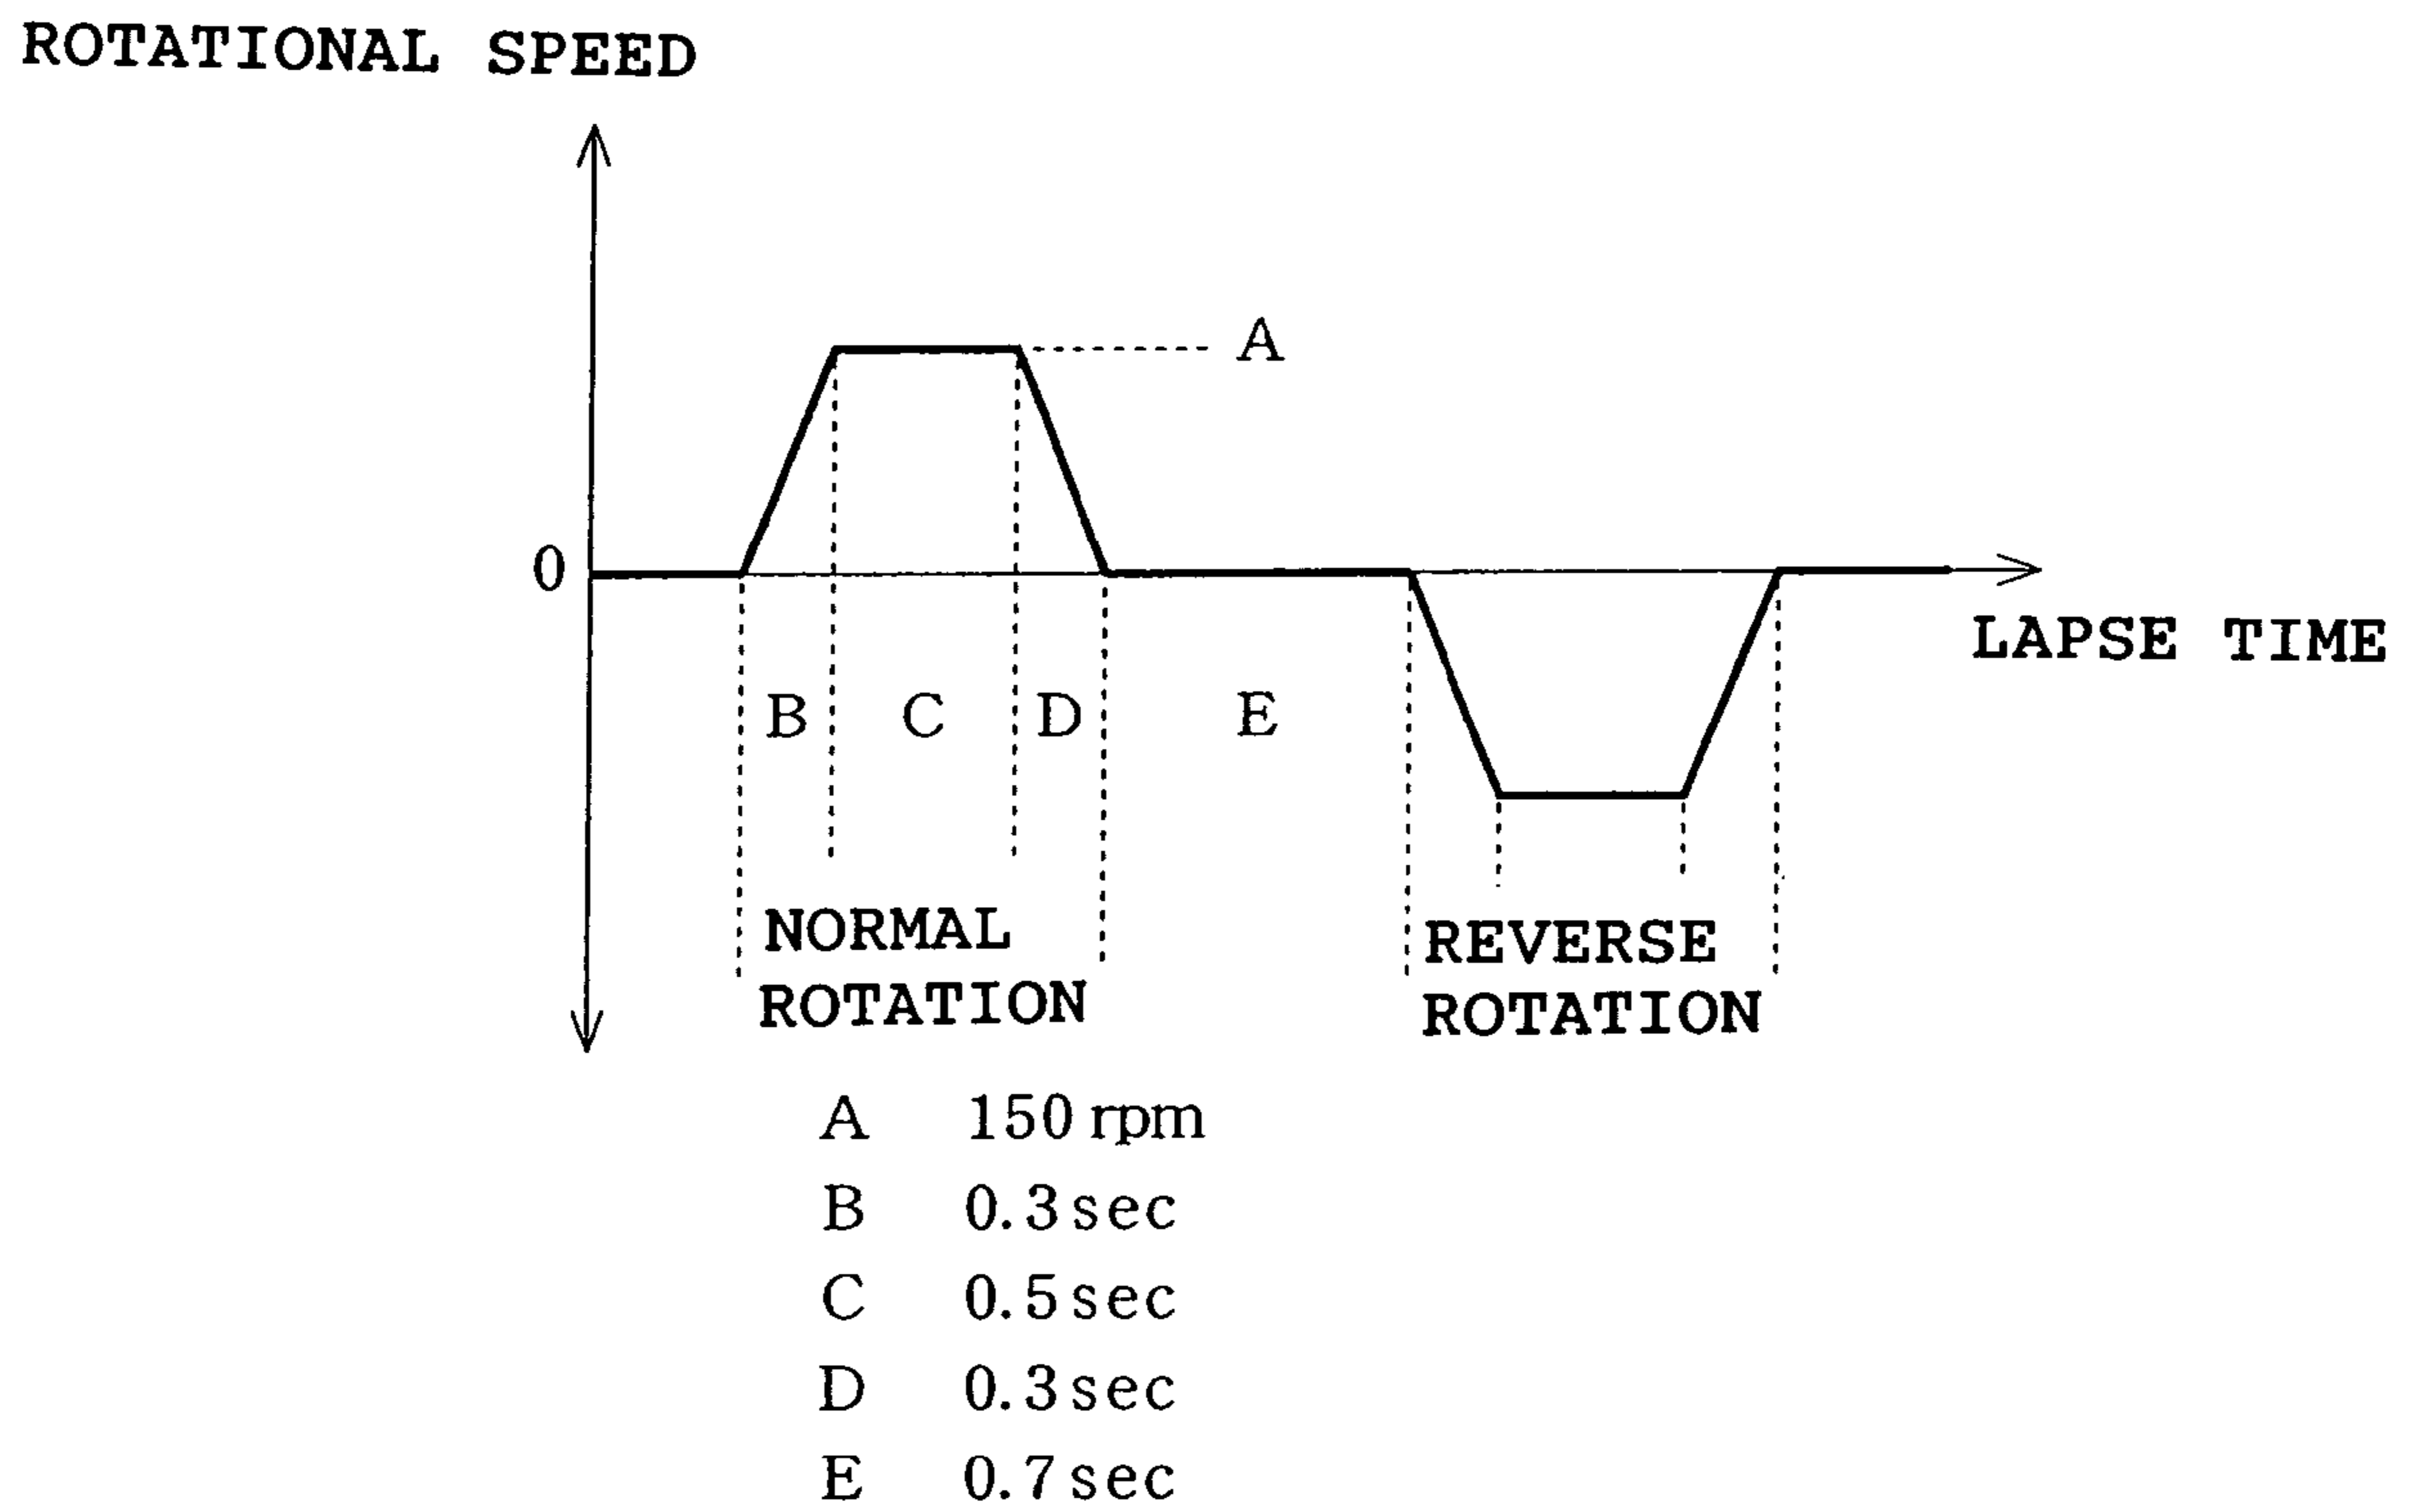 ROTATIONAL SPEED
A
0
LAPSE TIME
B C D E
NORMAL
ROTATION
REVERSE
ROTATION
A 150 rpm
B 0.3 sec
C 0.5 sec
D 0.3 sec
E 0.7 sec